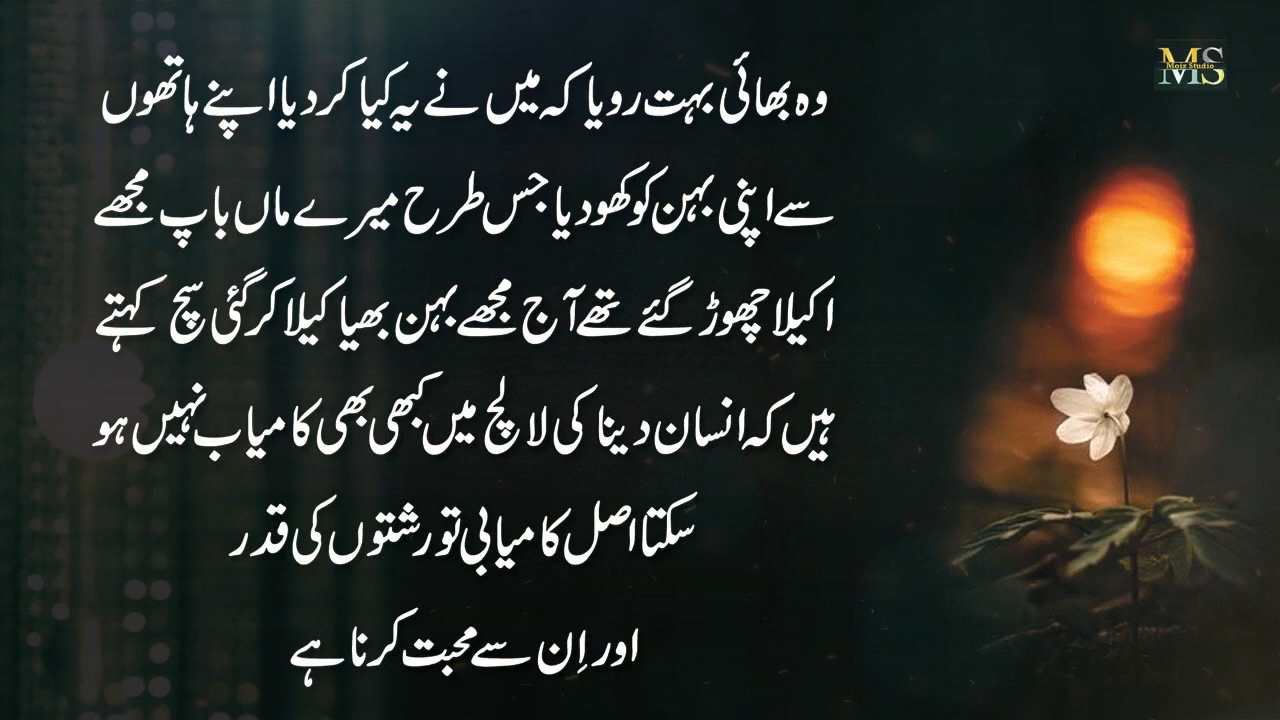 MS
Moiz Studio
وہ بھائی بہت رویا کہ میں نے یہ کیا کر دیا اپنے ہاتھوں
سے اپنی بہن کو کھو دیا جس طرح میرے ماں باپ مجھے
اکیلا چھوڑ گئے تھے آج مجھے بہن بھی اکیلا کر گئی سچ کہتے
ہیں کہ انسان دینا کی لالچ میں کبھی بھی کامیاب نہیں ہو
سکتا اصل کامیابی تو رشتوں کی قدر
اور اِن سے محبت کرنا ہے